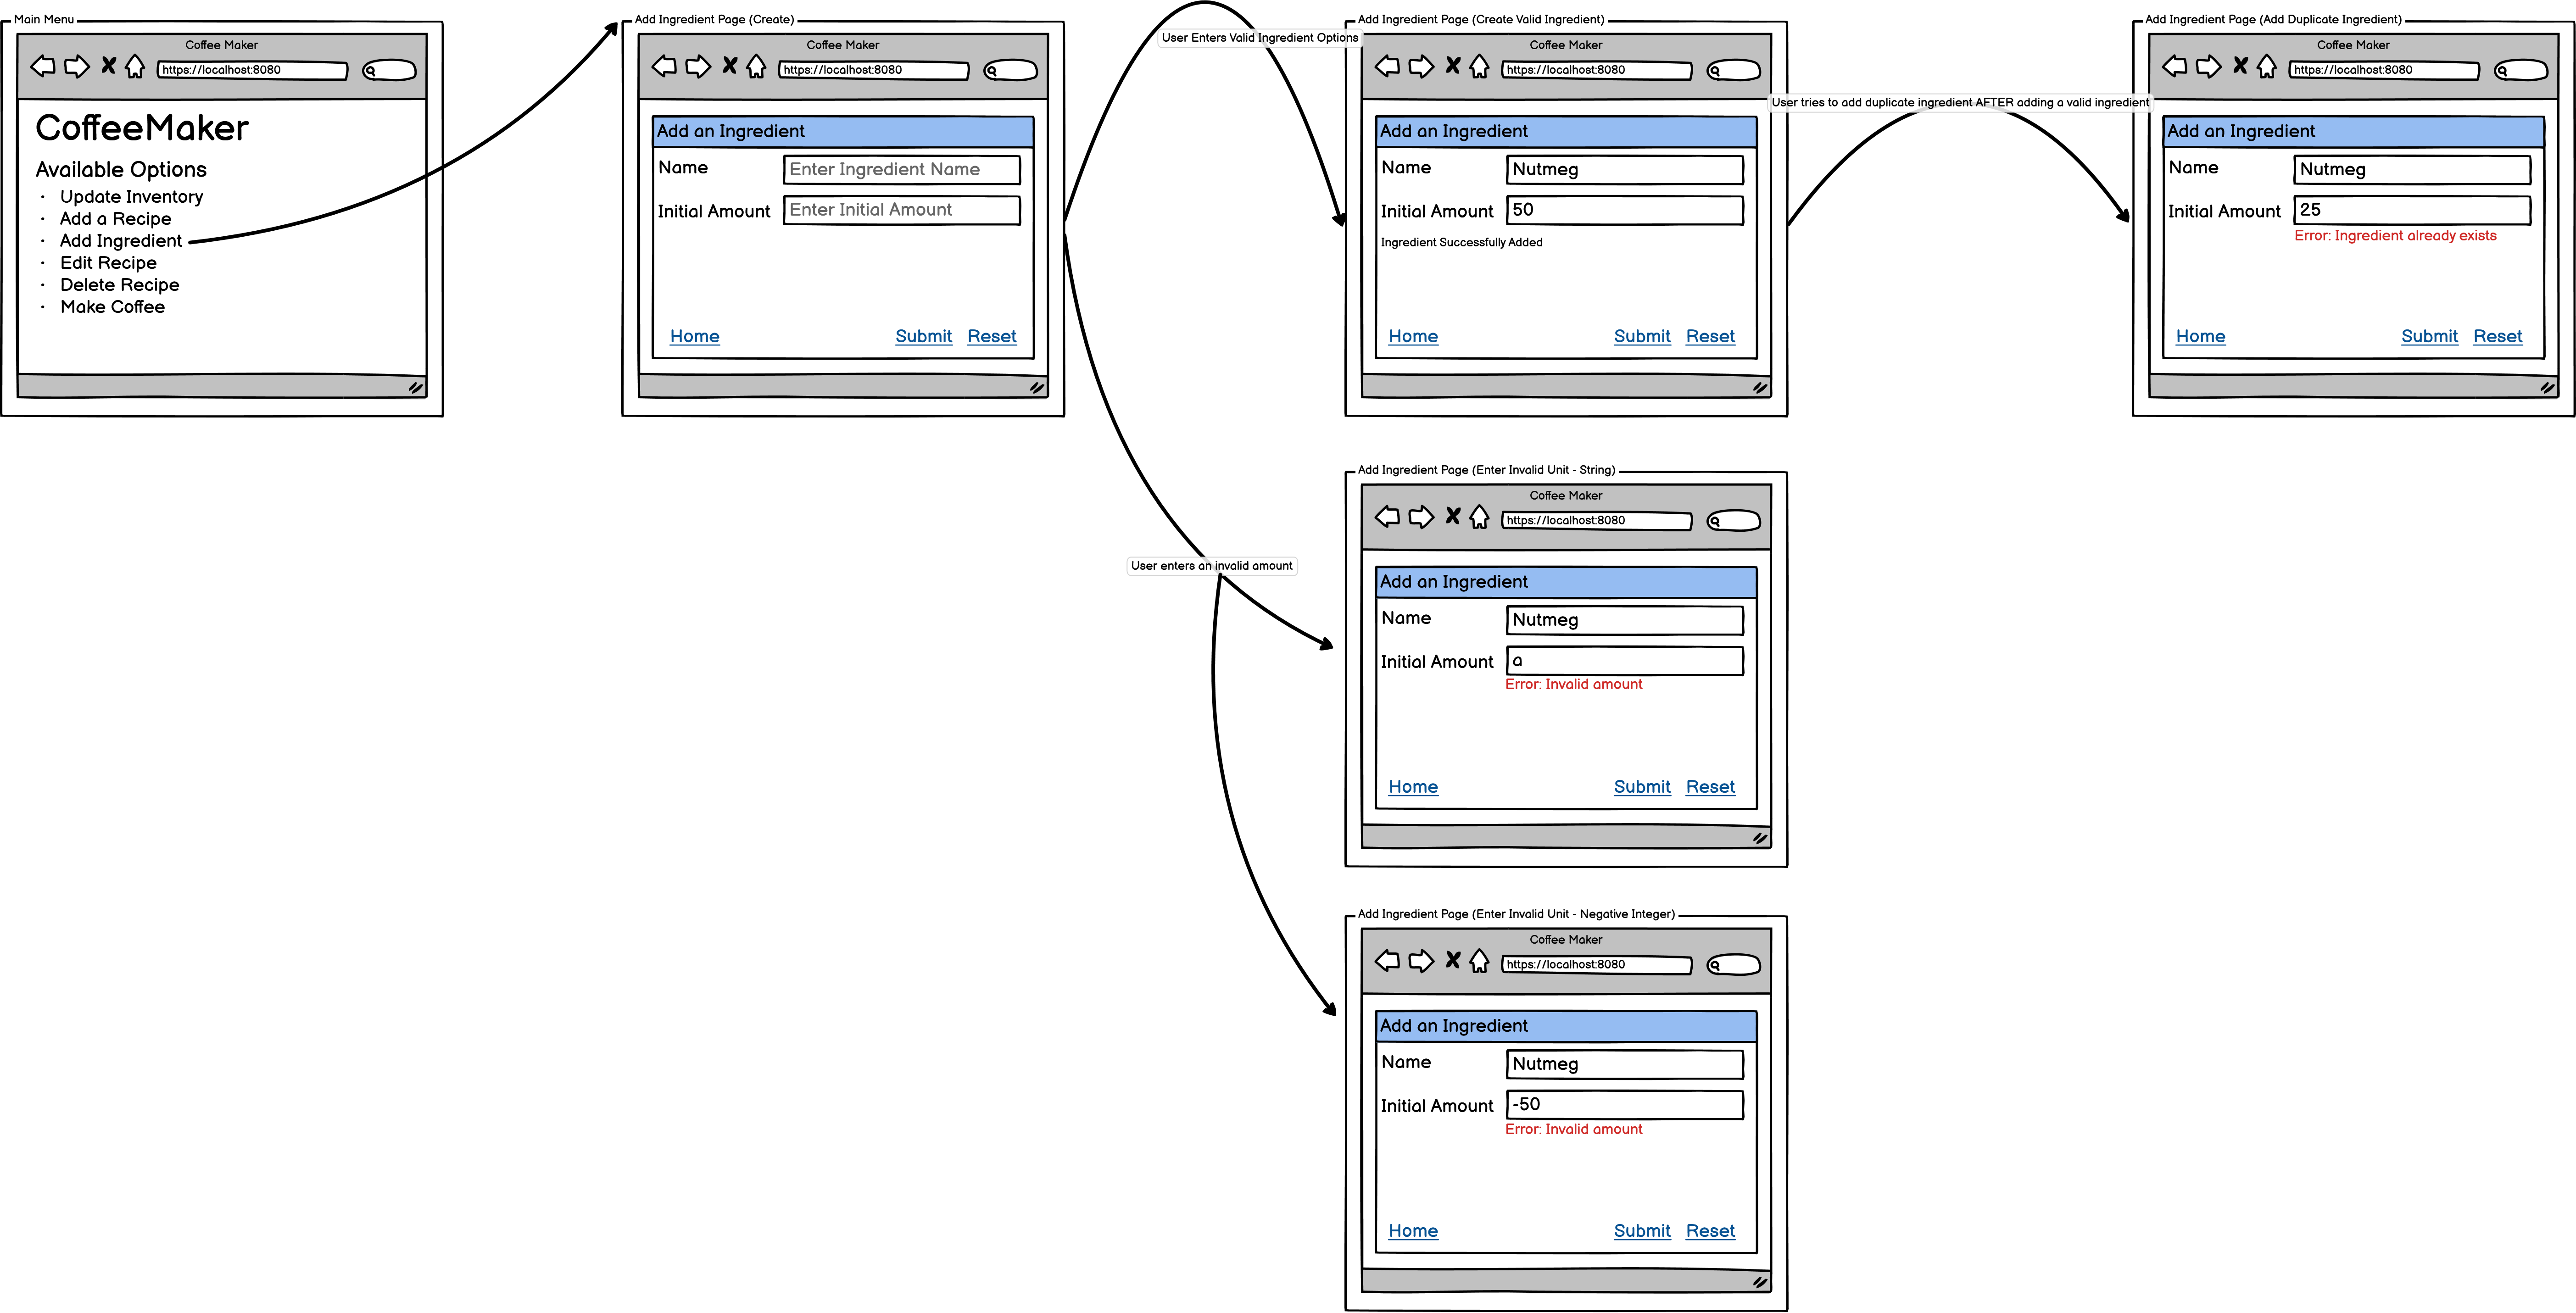 Main Menu
Coffee Maker
https://localhost:8080
CoffeeMaker
Available Options
· Update Inventory
· Add a Recipe
· Add Ingredient
· Edit Recipe
· Delete Recipe
· Make Coffee
Add Ingredient Page (Create)
Coffee Maker
https://localhost:8080
Add an Ingredient
Name Enter Ingredient Name
Initial Amount Enter Initial Amount
Home Submit Reset
User Enters Valid Ingredient Options
Add Ingredient Page (Create Valid Ingredient)
Coffee Maker
https://localhost:8080
Add an Ingredient
Name Nutmeg
Initial Amount 50
Ingredient Successfully Added
Home Submit Reset
User tries to add duplicate ingredient AFTER adding a valid ingredient
Add Ingredient Page (Add Duplicate Ingredient)
Coffee Maker
https://localhost:8080
Add an Ingredient
Name Nutmeg
Initial Amount 25
Error: Ingredient already exists
Home Submit Reset
User enters an invalid amount
Add Ingredient Page (Enter Invalid Unit - String)
Coffee Maker
https://localhost:8080
Add an Ingredient
Name Nutmeg
Initial Amount a
Error: Invalid amount
Home Submit Reset
Add Ingredient Page (Enter Invalid Unit - Negative Integer)
Coffee Maker
https://localhost:8080
Add an Ingredient
Name Nutmeg
Initial Amount -50
Error: Invalid amount
Home Submit Reset